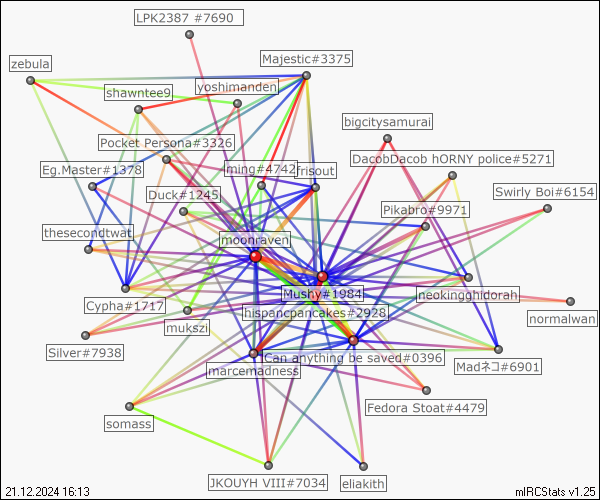 LPK2387 #7690
zebula
Majestic#3375
shawntee9
yoshimanden
bigcitysamurai
Pocket Persona#3326
DacobDacob hORNY police#5271
Eg.Master#1378
ming#4742
frisout
Duck#1245
Swirly Boi#6154
Pikabro#9971
thesecondtwat
moonraven
Mushy#1984
neokingghidorah
Cypha#1717
hispancpancakes#2928
normalwan
mukszi
Silver#7938
Can anything be saved#0396
marcemadness
Madネコ#6901
Fedora Stoat#4479
somass
JKOUYH VIII#7034
eliakith
21.12.2024 16:13
mIRCStats v1.25